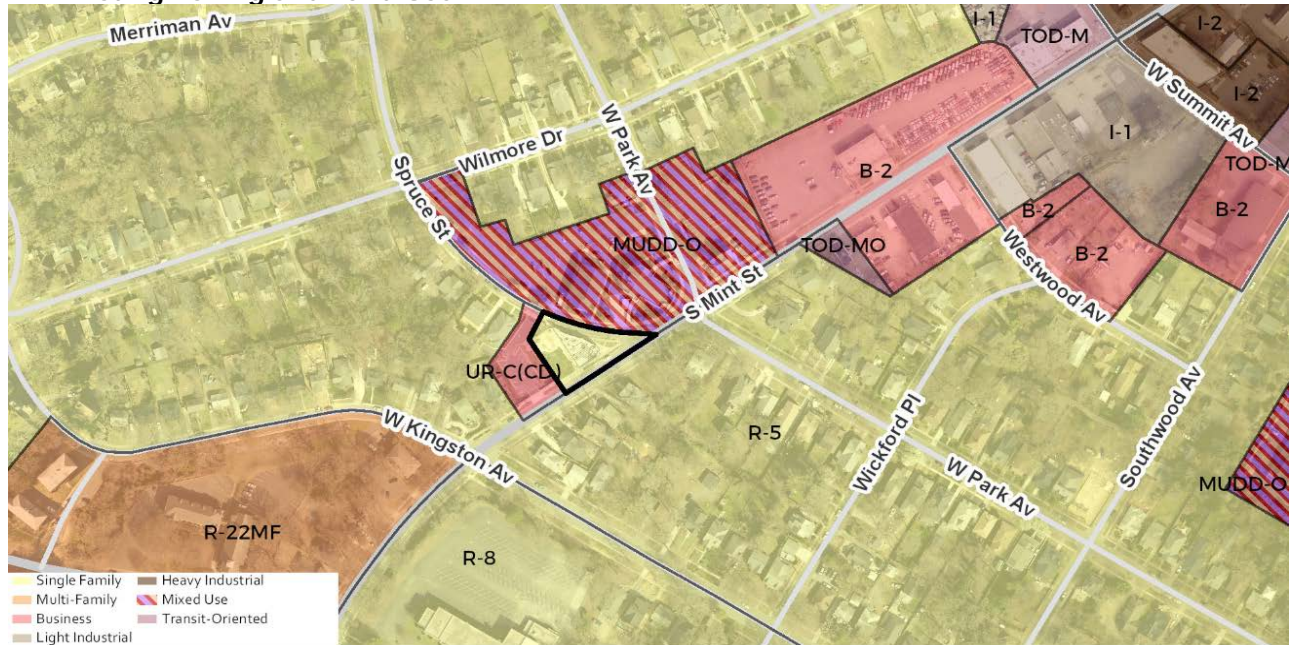 Merriman Av
I-1
TOD-M
I-2
W Summit Av
I-2
I-1
W Park Av
Wilmore Dr
Spruce St
B-2
TOD-M
B-2
B-2
Westwood Av
B-2
MUDD-O
TOD-MO
S Mint St
UR-C(CD)
W Kingston Av
R-5
Wickford Pl
W Park Av
Southwood Av
MUDD-O
R-22MF
R-8
Single Family
Multi-Family
Business
Light Industrial
Heavy Industrial
Mixed Use
Transit-Oriented